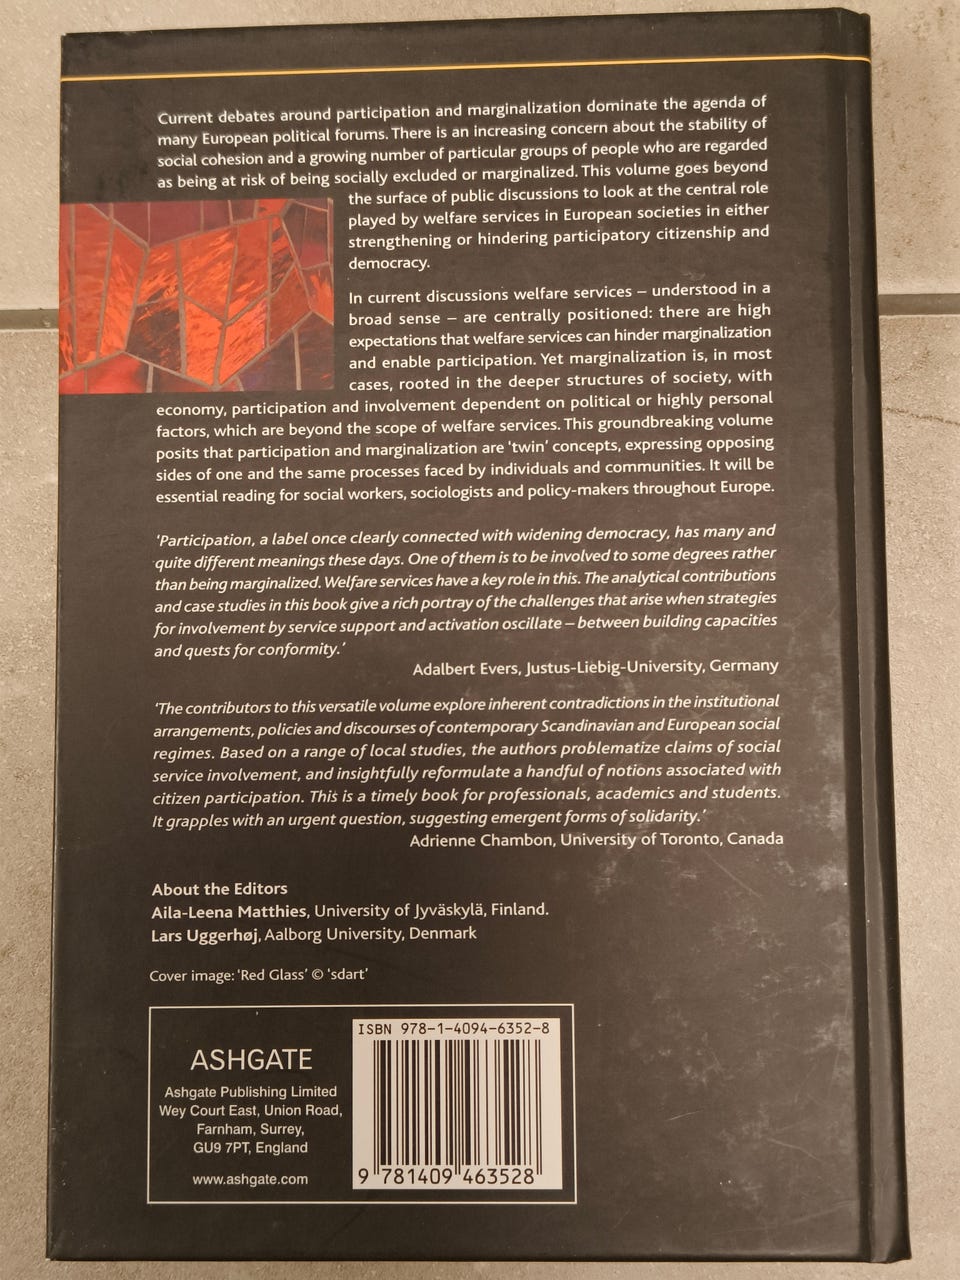 Current debates around participation and marginalization dominate the agenda of
many European political forums. There is an increasing concern about the stability of
social cohesion and a growing number of particular groups of people who are regarded
as being at risk of being socially excluded or marginalized. This volume goes beyond
the surface of public discussions to look at the central role
played by welfare services in European societies in either
strengthening or hindering participatory citizenship and
democracy.
In current discussions welfare services – understood in a
broad sense – are centrally positioned: there are high
expectations that welfare services can hinder marginalization
and enable participation. Yet marginalization is, in most
cases, rooted in the deeper structures of society, with
economy, participation and involvement dependent on political or highly personal
factors, which are beyond the scope of welfare services. This groundbreaking volume
posits that participation and marginalization are 'twin' concepts, expressing opposing
sides of one and the same processes faced by individuals and communities. It will be
essential reading for social workers, sociologists and policy-makers throughout Europe.
'Participation, a label once clearly connected with widening democracy, has many and
quite different meanings these days. One of them is to be involved to some degrees rather
than being marginalized. Welfare services have a key role in this. The analytical contributions
and case studies in this book give a rich portray of the challenges that arise when strategies
for involvement by service support and activation oscillate – between building capacities
and quests for conformity.'
Adalbert Evers, Justus-Liebig-University, Germany
'The contributors to this versatile volume explore inherent contradictions in the institutional
arrangements, policies and discourses of contemporary Scandinavian and European social
regimes. Based on a range of local studies, the authors problematize claims of social
service involvement, and insightfully reformulate a handful of notions associated with
citizen participation. This is a timely book for professionals, academics and students.
It grapples with an urgent question, suggesting emergent forms of solidarity.'
Adrienne Chambon, University of Toronto, Canada
About the Editors
Aila-Leena Matthies, University of Jyväskylä, Finland.
Lars Uggerhøj, Aalborg University, Denmark
Cover image: 'Red Glass' © 'sdart'
ASHGATE
Ashgate Publishing Limited
Wey Court East, Union Road,
Farnham, Surrey,
GU9 7PT, England
www.ashgate.com
ISBN 978-1-4094-6352-8
9 781409 463528